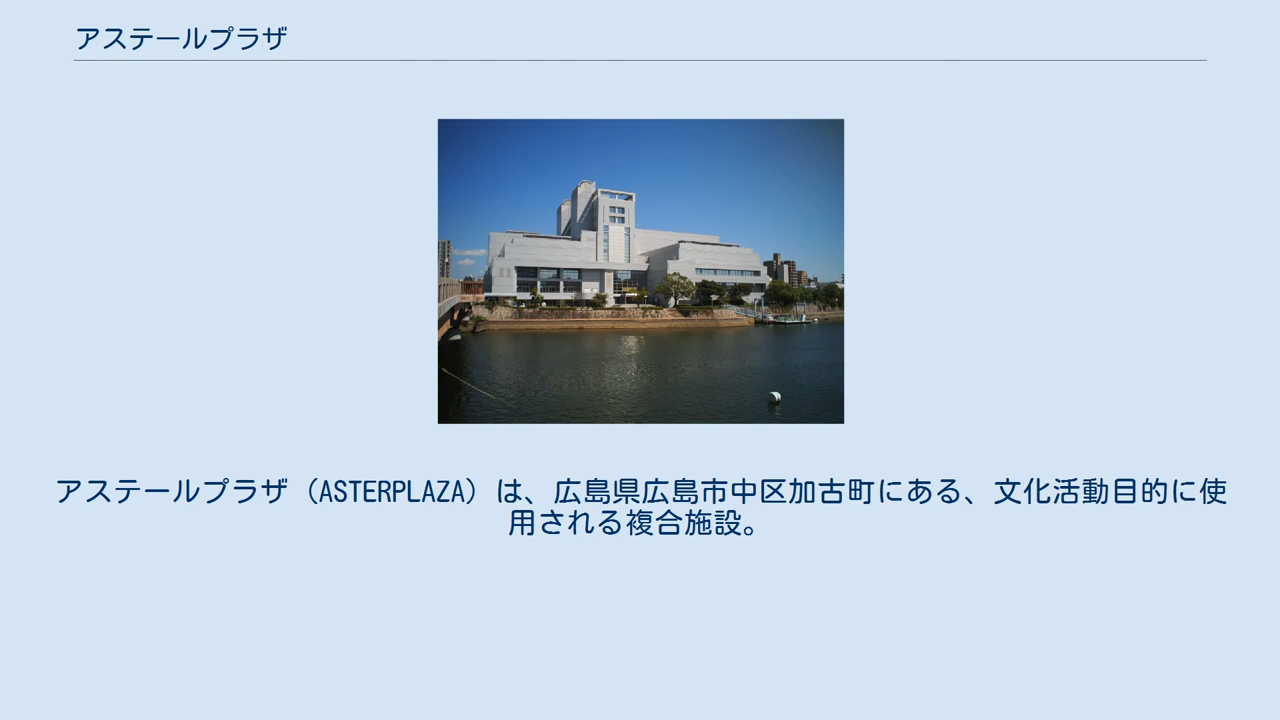 アステールプラザ
アステールプラザ（ASTERPLAZA）は、広島県広島市中区加古町にある、文化活動目的に使
用される複合施設。